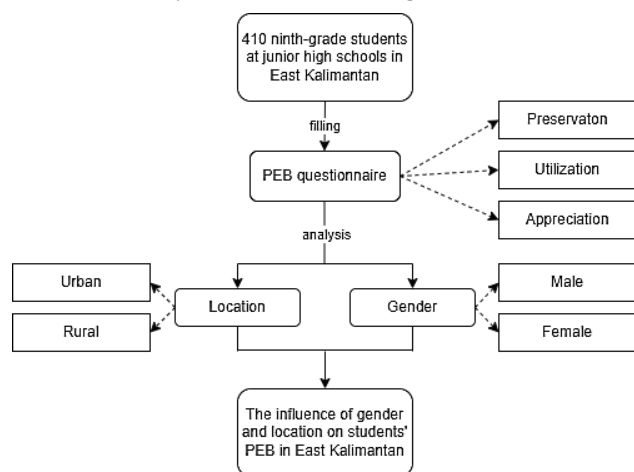 410 ninth-grade students
at junior high schools in
East Kalimantan
filling
Preservaton
PEB questionnaire
Utilization
Appreciation
analysis
Urban
Location
Gender
Male
Rural
Female
The influence of gender
and location on students'
PEB in East Kalimantan